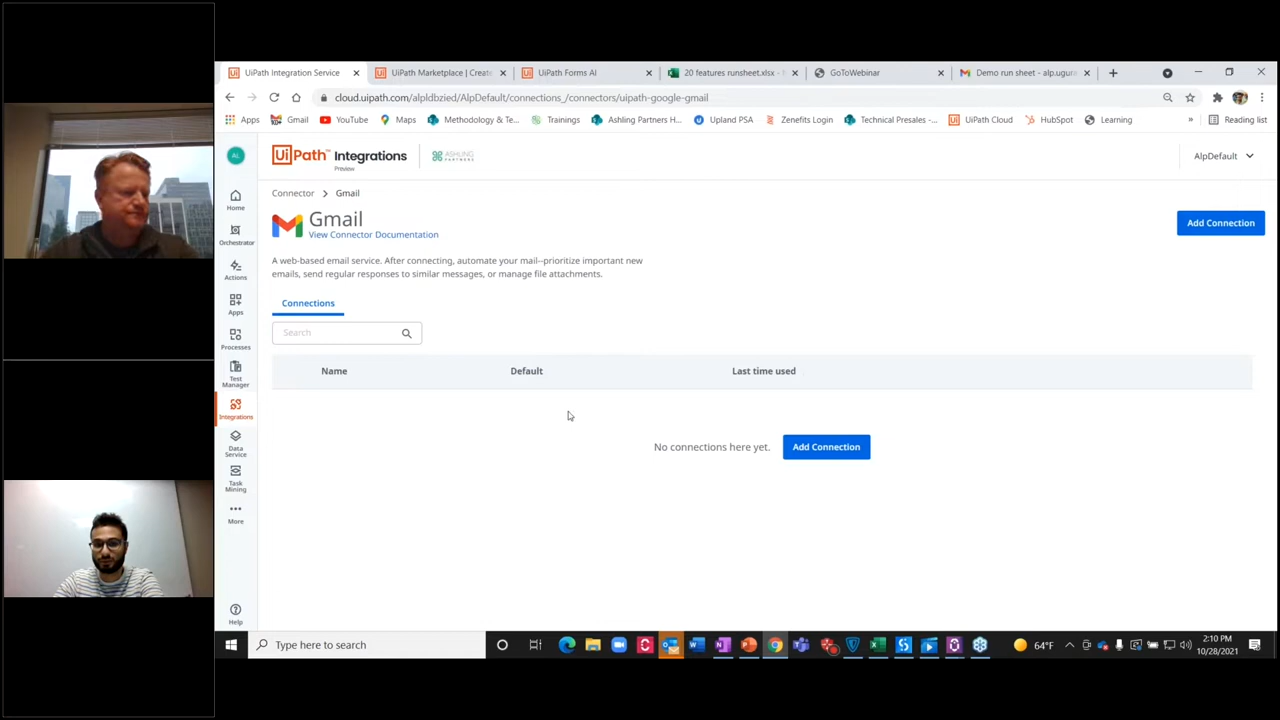 UiPath Integration Service
UiPath Marketplace | Create
UiPath Forms AI
20 features runsheet.xlsx -
GoToWebinar
Demo run sheet - alp.ugur
cloud.uipath.com/alpldbzied/AlpDefault/connections_/connectors/uipath-google-gmail
Apps
Gmail
YouTube
Maps
Methodology & Te...
Trainings
Ashling Partners H...
Upland PSA
Zenefits Login
Technical Presales -...
UiPath Cloud
HubSpot
Learning
»
Reading list
AL
UiPath Integrations
Preview
ASHLING
PARTNERS
AlpDefault
Home
Orchestrator
Actions
Apps
Processes
Test
Manager
Integrations
Data
Service
Task
Mining
More
Help
Connector > Gmail
Gmail
View Connector Documentation
Add Connection
A web-based email service. After connecting, automate your mail--prioritize important new
emails, send regular responses to similar messages, or manage file attachments.
Connections
Search
Name
Default
Last time used
No connections here yet.
Add Connection
Type here to search
64°F
2:10 PM
10/28/2021